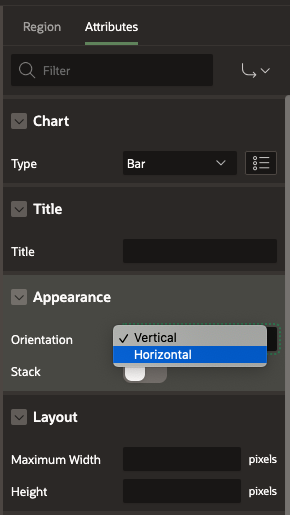 Region Attributes
Filter
Chart
Type Bar
Title
Title
Appearance
Orientation ✓ Vertical
Horizontal
Stack
Layout
Maximum Width pixels
Height pixels